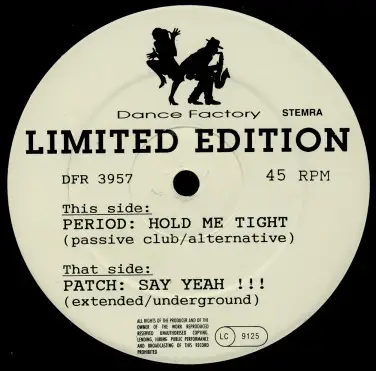 Dance Factory STEMRA
LIMITED EDITION
DFR 3957 45 RPM
This side:
PERIOD: HOLD ME TIGHT
(passive club/alternative)
That side:
PATCH: SAY YEAH !!!
(extended/underground)
ALL RIGHTS OF THE PRODUCER AND OF THE
OWNER OF THE WORK REPRODUCED
RESERVED UNAUTHORISED COPYING,
LENDING, HIRING PUBLIC PERFORMANCE
AND BROADCASTING OF THIS RECORD
PROHIBITED
LC 9125